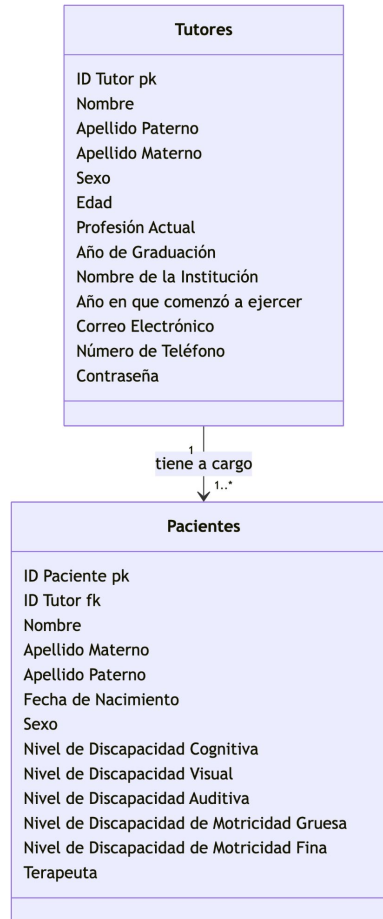 Tutores
ID Tutor pk
Nombre
Apellido Paterno
Apellido Materno
Sexo
Edad
Profesión Actual
Año de Graduación
Nombre de la Institución
Año en que comenzó a ejercer
Correo Electrónico
Número de Teléfono
Contraseña
1
tiene a cargo
1..*
Pacientes
ID Paciente pk
ID Tutor fk
Nombre
Apellido Materno
Apellido Paterno
Fecha de Nacimiento
Sexo
Nivel de Discapacidad Cognitiva
Nivel de Discapacidad Visual
Nivel de Discapacidad Auditiva
Nivel de Discapacidad de Motricidad Gruesa
Nivel de Discapacidad de Motricidad Fina
Terapeuta